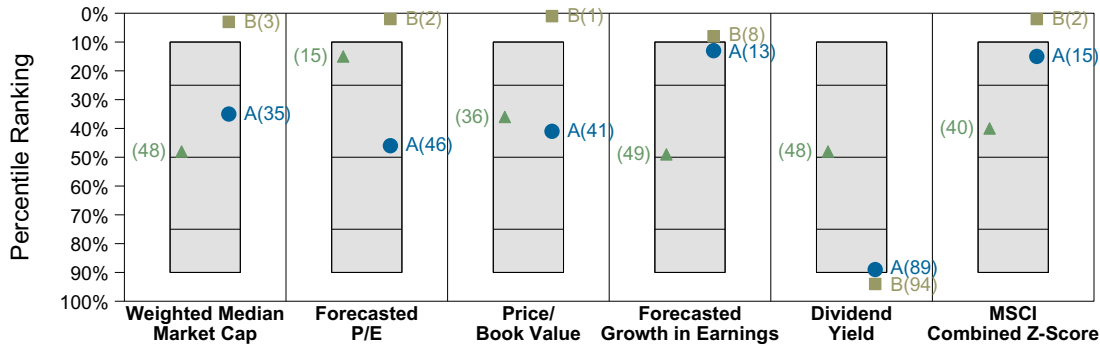 Percentile Ranking
0%
10%
20%
30%
40%
50%
60%
70%
80%
90%
100%
B(3)
A(35)
(48)
B(2)
(15)
A(46)
B(1)
(36)
A(41)
B(8)
A(13)
(49)
(48)
A(89)
B(94)
B(2)
A(15)
(40)
Weighted Median
Market Cap
Forecasted
P/E
Price/
Book Value
Forecasted
Growth in Earnings
Dividend
Yield
MSCI
Combined Z-Score